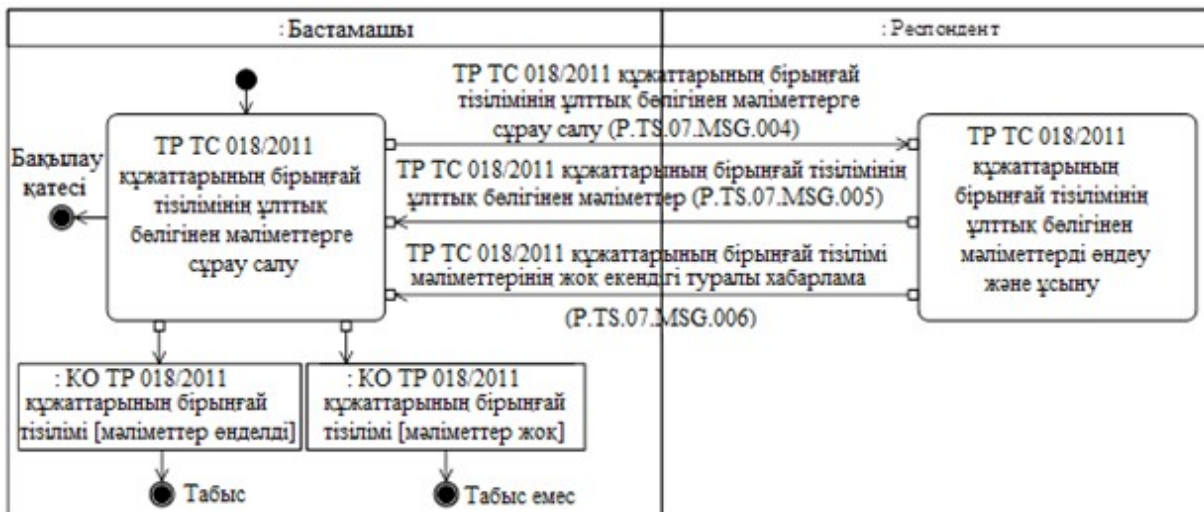 : Бастамашы
: Респондент
ТР ТС 018/2011 құжаттарының бірыңғай
тізілімінің ұлттық бөлігінен мәліметтерге
сұрау салу (P.TS.07.MSG.004)
Бақылау
қатесі
ТР ТС 018/2011
құжаттарының бірыңғай
тізілімінің ұлттық
бөлігінен мәліметтерге
сұрау салу
ТР ТС 018/2011 құжаттарының бірыңғай тізілімінің
ұлттық бөлігінен мәліметтер (P.TS.07.MSG.005)
ТР ТС 018/2011 құжаттарының бірыңғай тізілімі
мәліметтерінің жоқ екендігі туралы хабарлама
(P.TS.07.MSG.006)
ТР ТС 018/2011
құжаттарының
бірыңғай тізілімінің
ұлттық бөлігінен
мәліметтерді өңдеу
және ұсыну
: КО ТР 018/2011
құжаттарының бірыңғай
тізілімі [мәліметтер өңделді]
: КО ТР 018/2011
құжаттарының бірыңғай
тізілімі [мәліметтер жоқ]
Табыс
Табыс емес